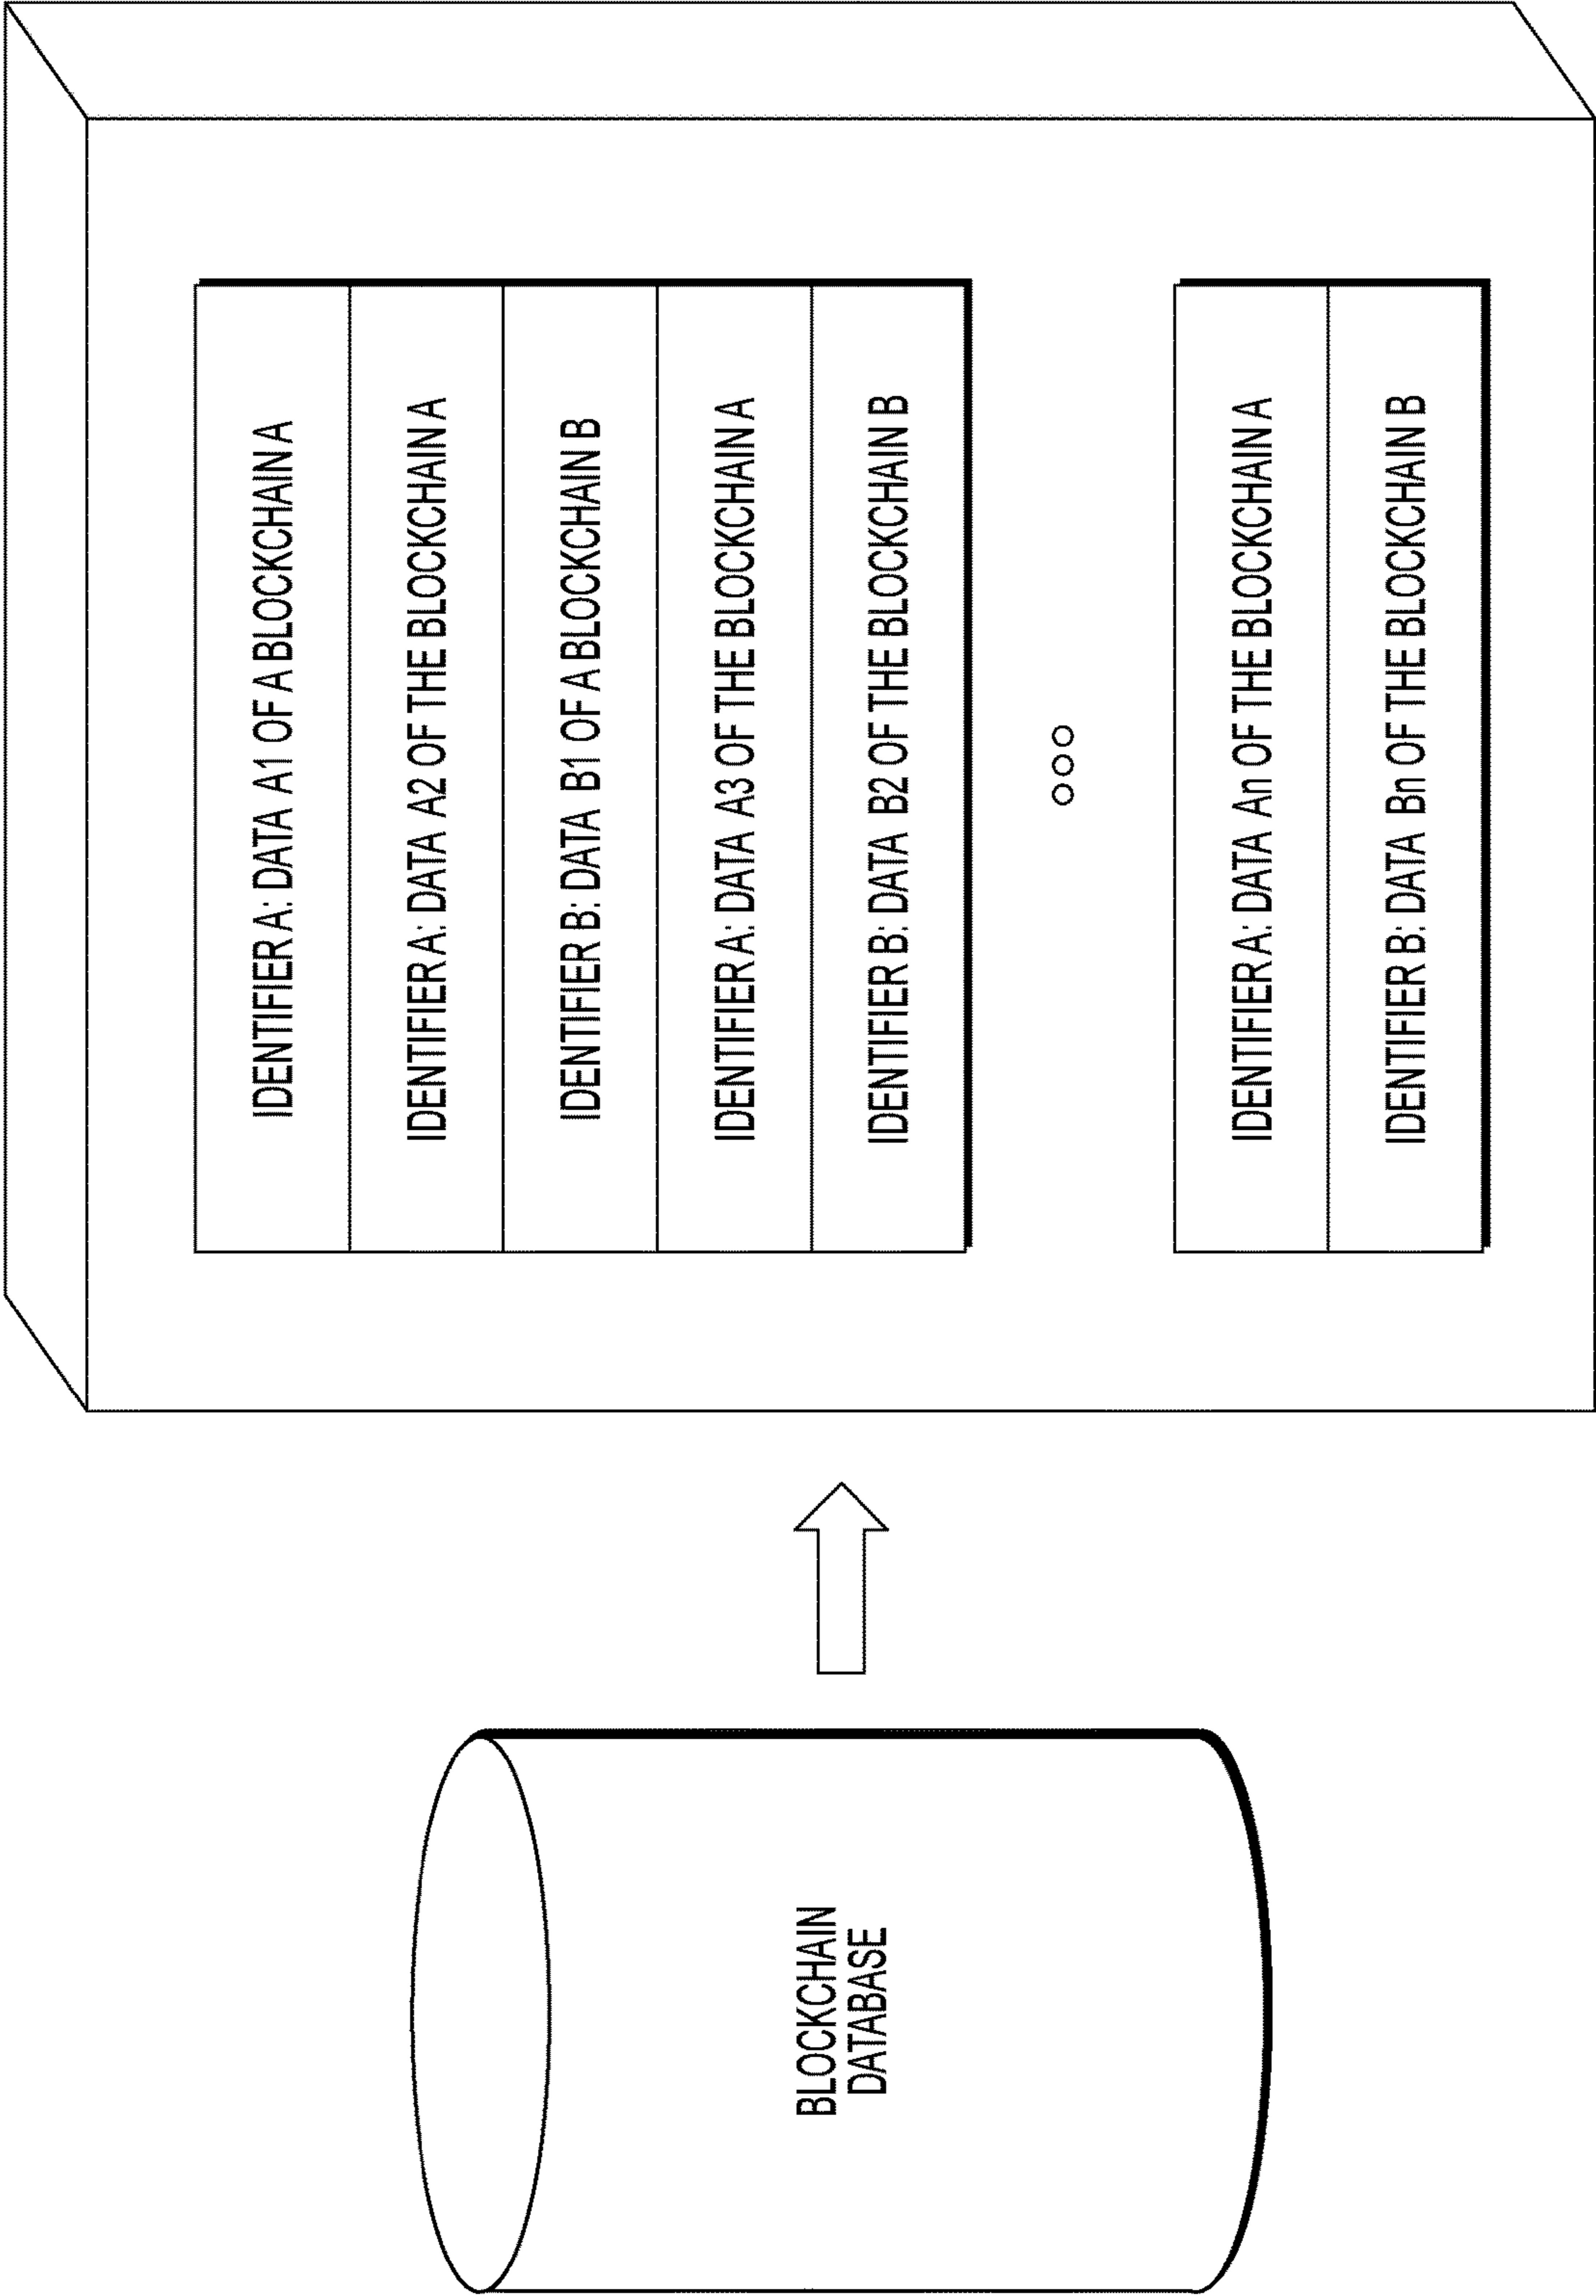 BLOCKCHAIN
DATABASE
IDENTIFIER A: DATA A1 OF A BLOCKCHAIN A
IDENTIFIER A: DATA A2 OF THE BLOCKCHAIN A
IDENTIFIER B: DATA B1 OF A BLOCKCHAIN B
IDENTIFIER A: DATA A3 OF THE BLOCKCHAIN A
IDENTIFIER B: DATA B2 OF THE BLOCKCHAIN B
IDENTIFIER A: DATA An OF THE BLOCKCHAIN A
IDENTIFIER B: DATA Bn OF THE BLOCKCHAIN B